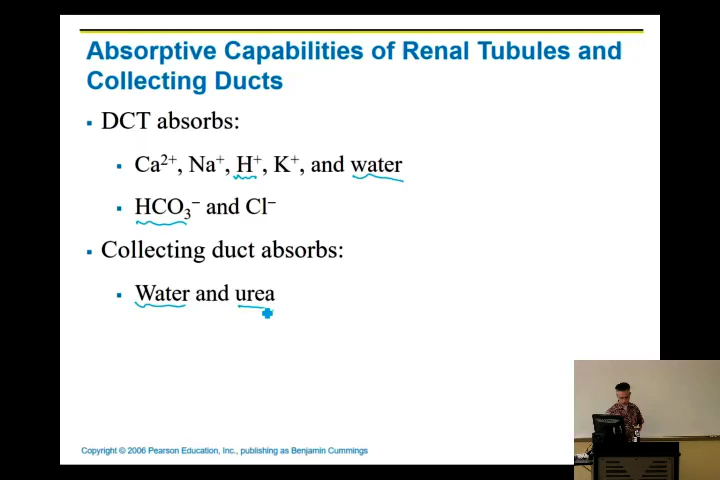 Absorptive Capabilities of Renal Tubules and
Collecting Ducts
▪ DCT absorbs:
▪ Ca²⁺, Na⁺, H⁺, K⁺, and water
▪ HCO₃⁻ and Cl⁻
▪ Collecting duct absorbs:
▪ Water and urea
Copyright © 2006 Pearson Education, Inc., publishing as Benjamin Cummings